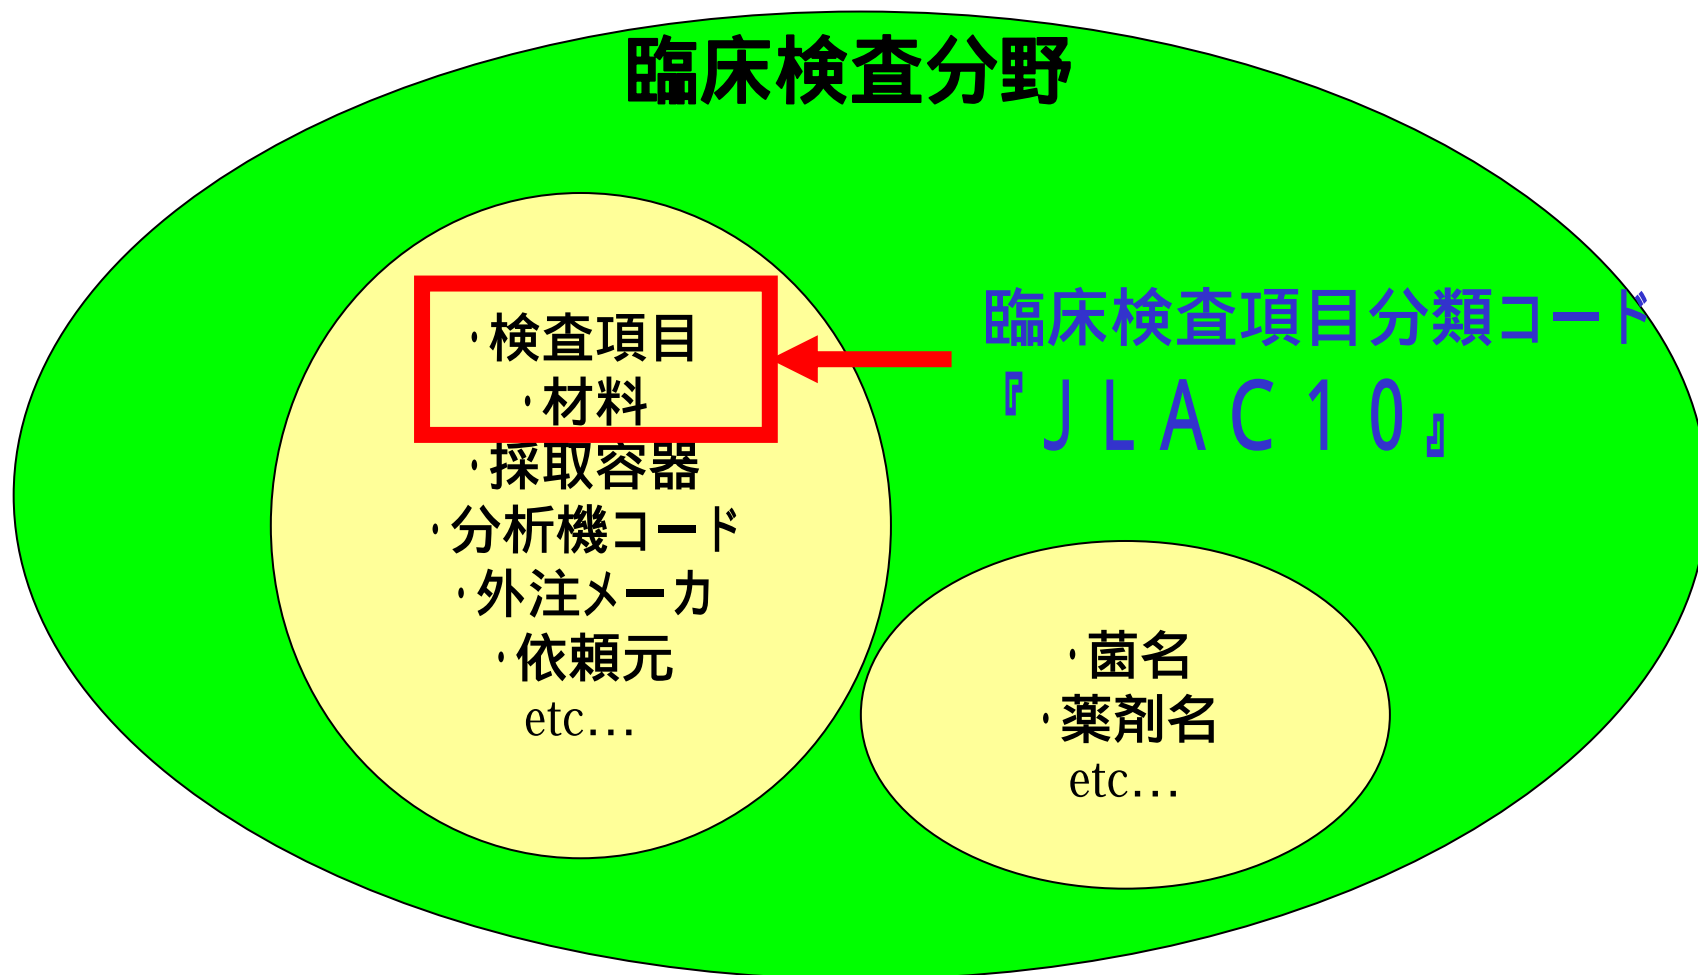 臨床検査分野
・検査項目
・材料
・採取容器
・分析機コード
・外注メーカ
・依頼元
etc…
臨床検査項目分類コード
『ＪＬＡＣ１０』
・菌名
・薬剤名
etc…